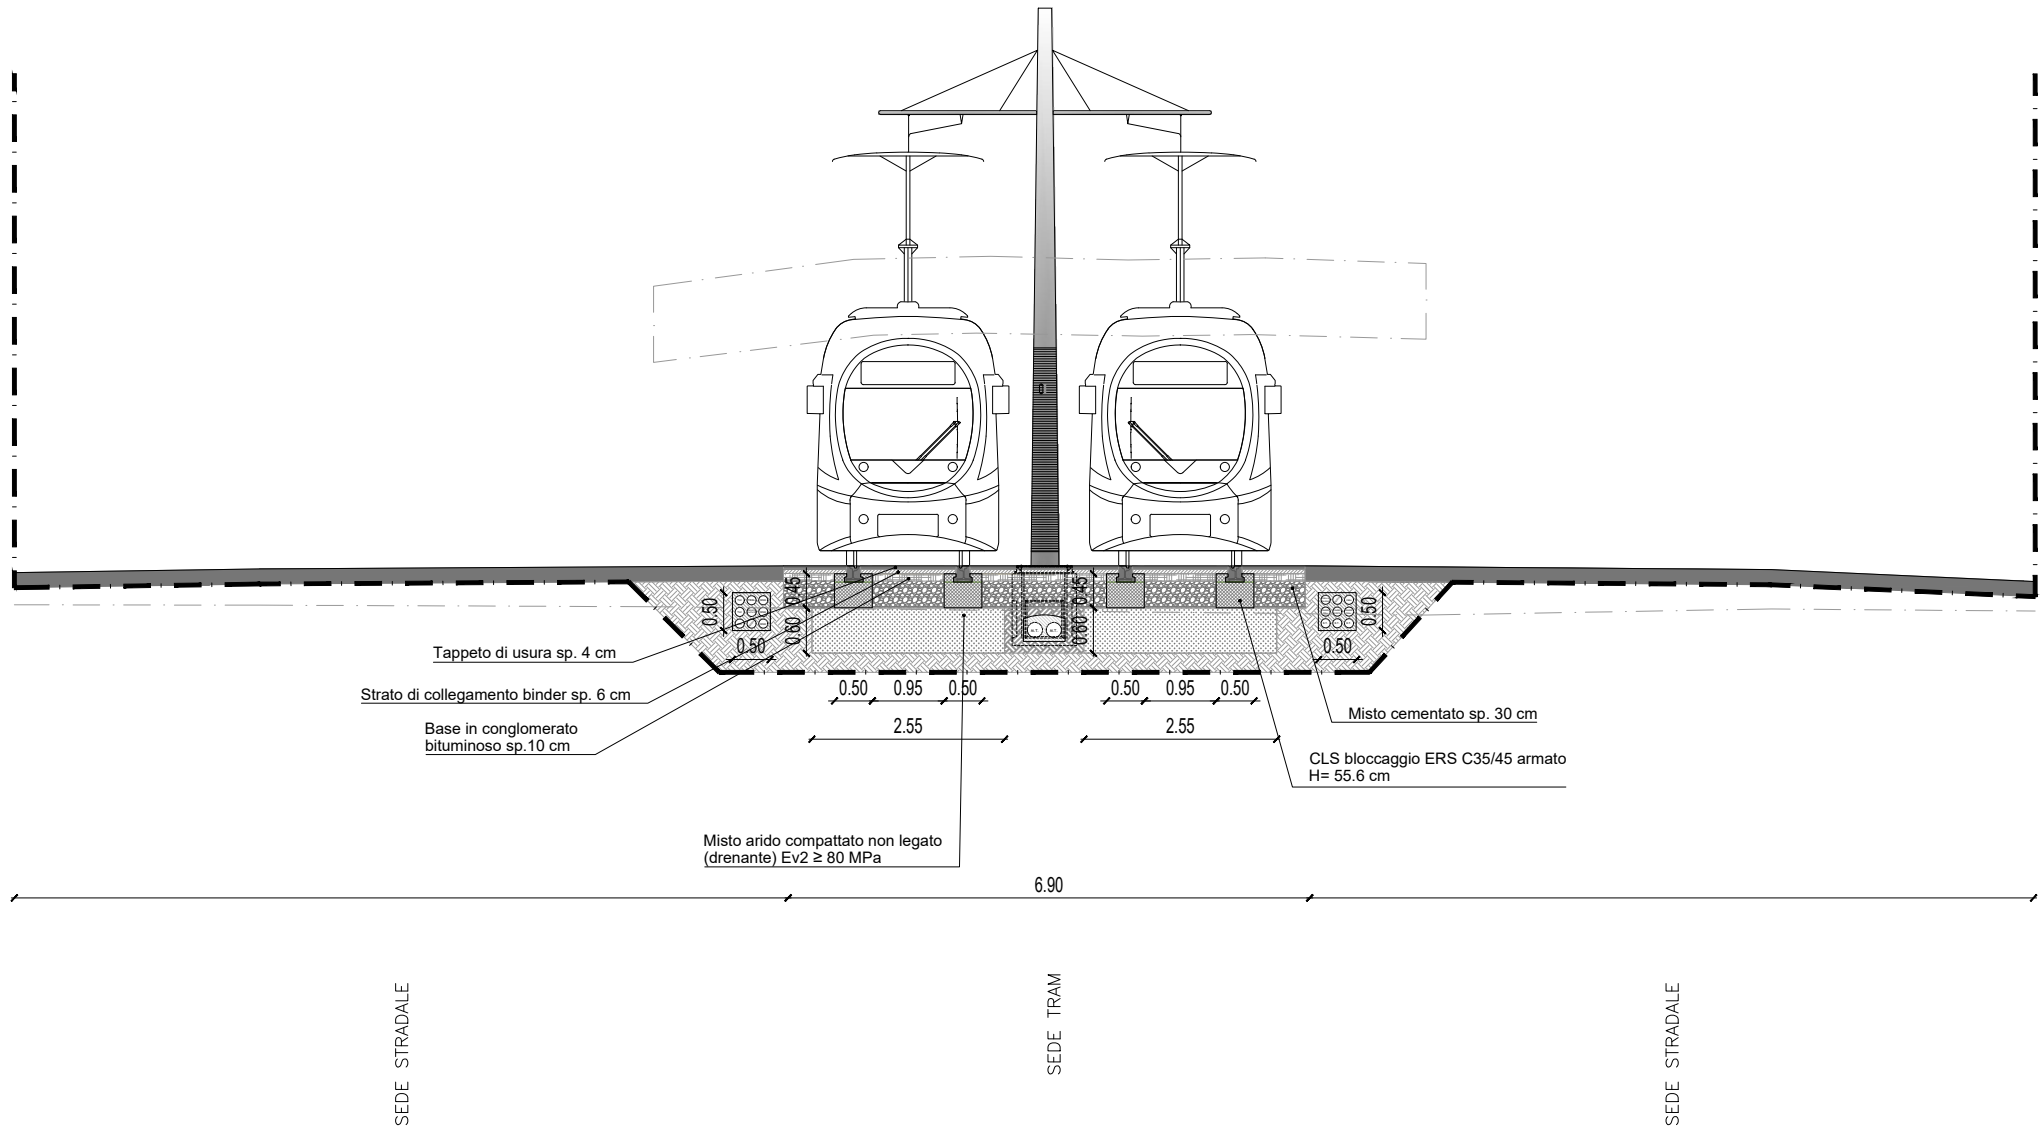 0.45
0.45
0.50
0.60
0.60
0.50
0.50
0.50
Tappeto di usura sp. 4 cm
Strato di collegamento binder sp. 6 cm
Base in conglomerato
bituminoso sp.10 cm
0.50
0.95
0.50
0.50
0.95
0.50
2.55
2.55
Misto cementato sp. 30 cm
CLS bloccaggio ERS C35/45 armato
H= 55.6 cm
Misto arido compattato non legato
(drenante) Ev2 ≥ 80 MPa
6.90
SEDE STRADALE
SEDE TRAM
SEDE STRADALE